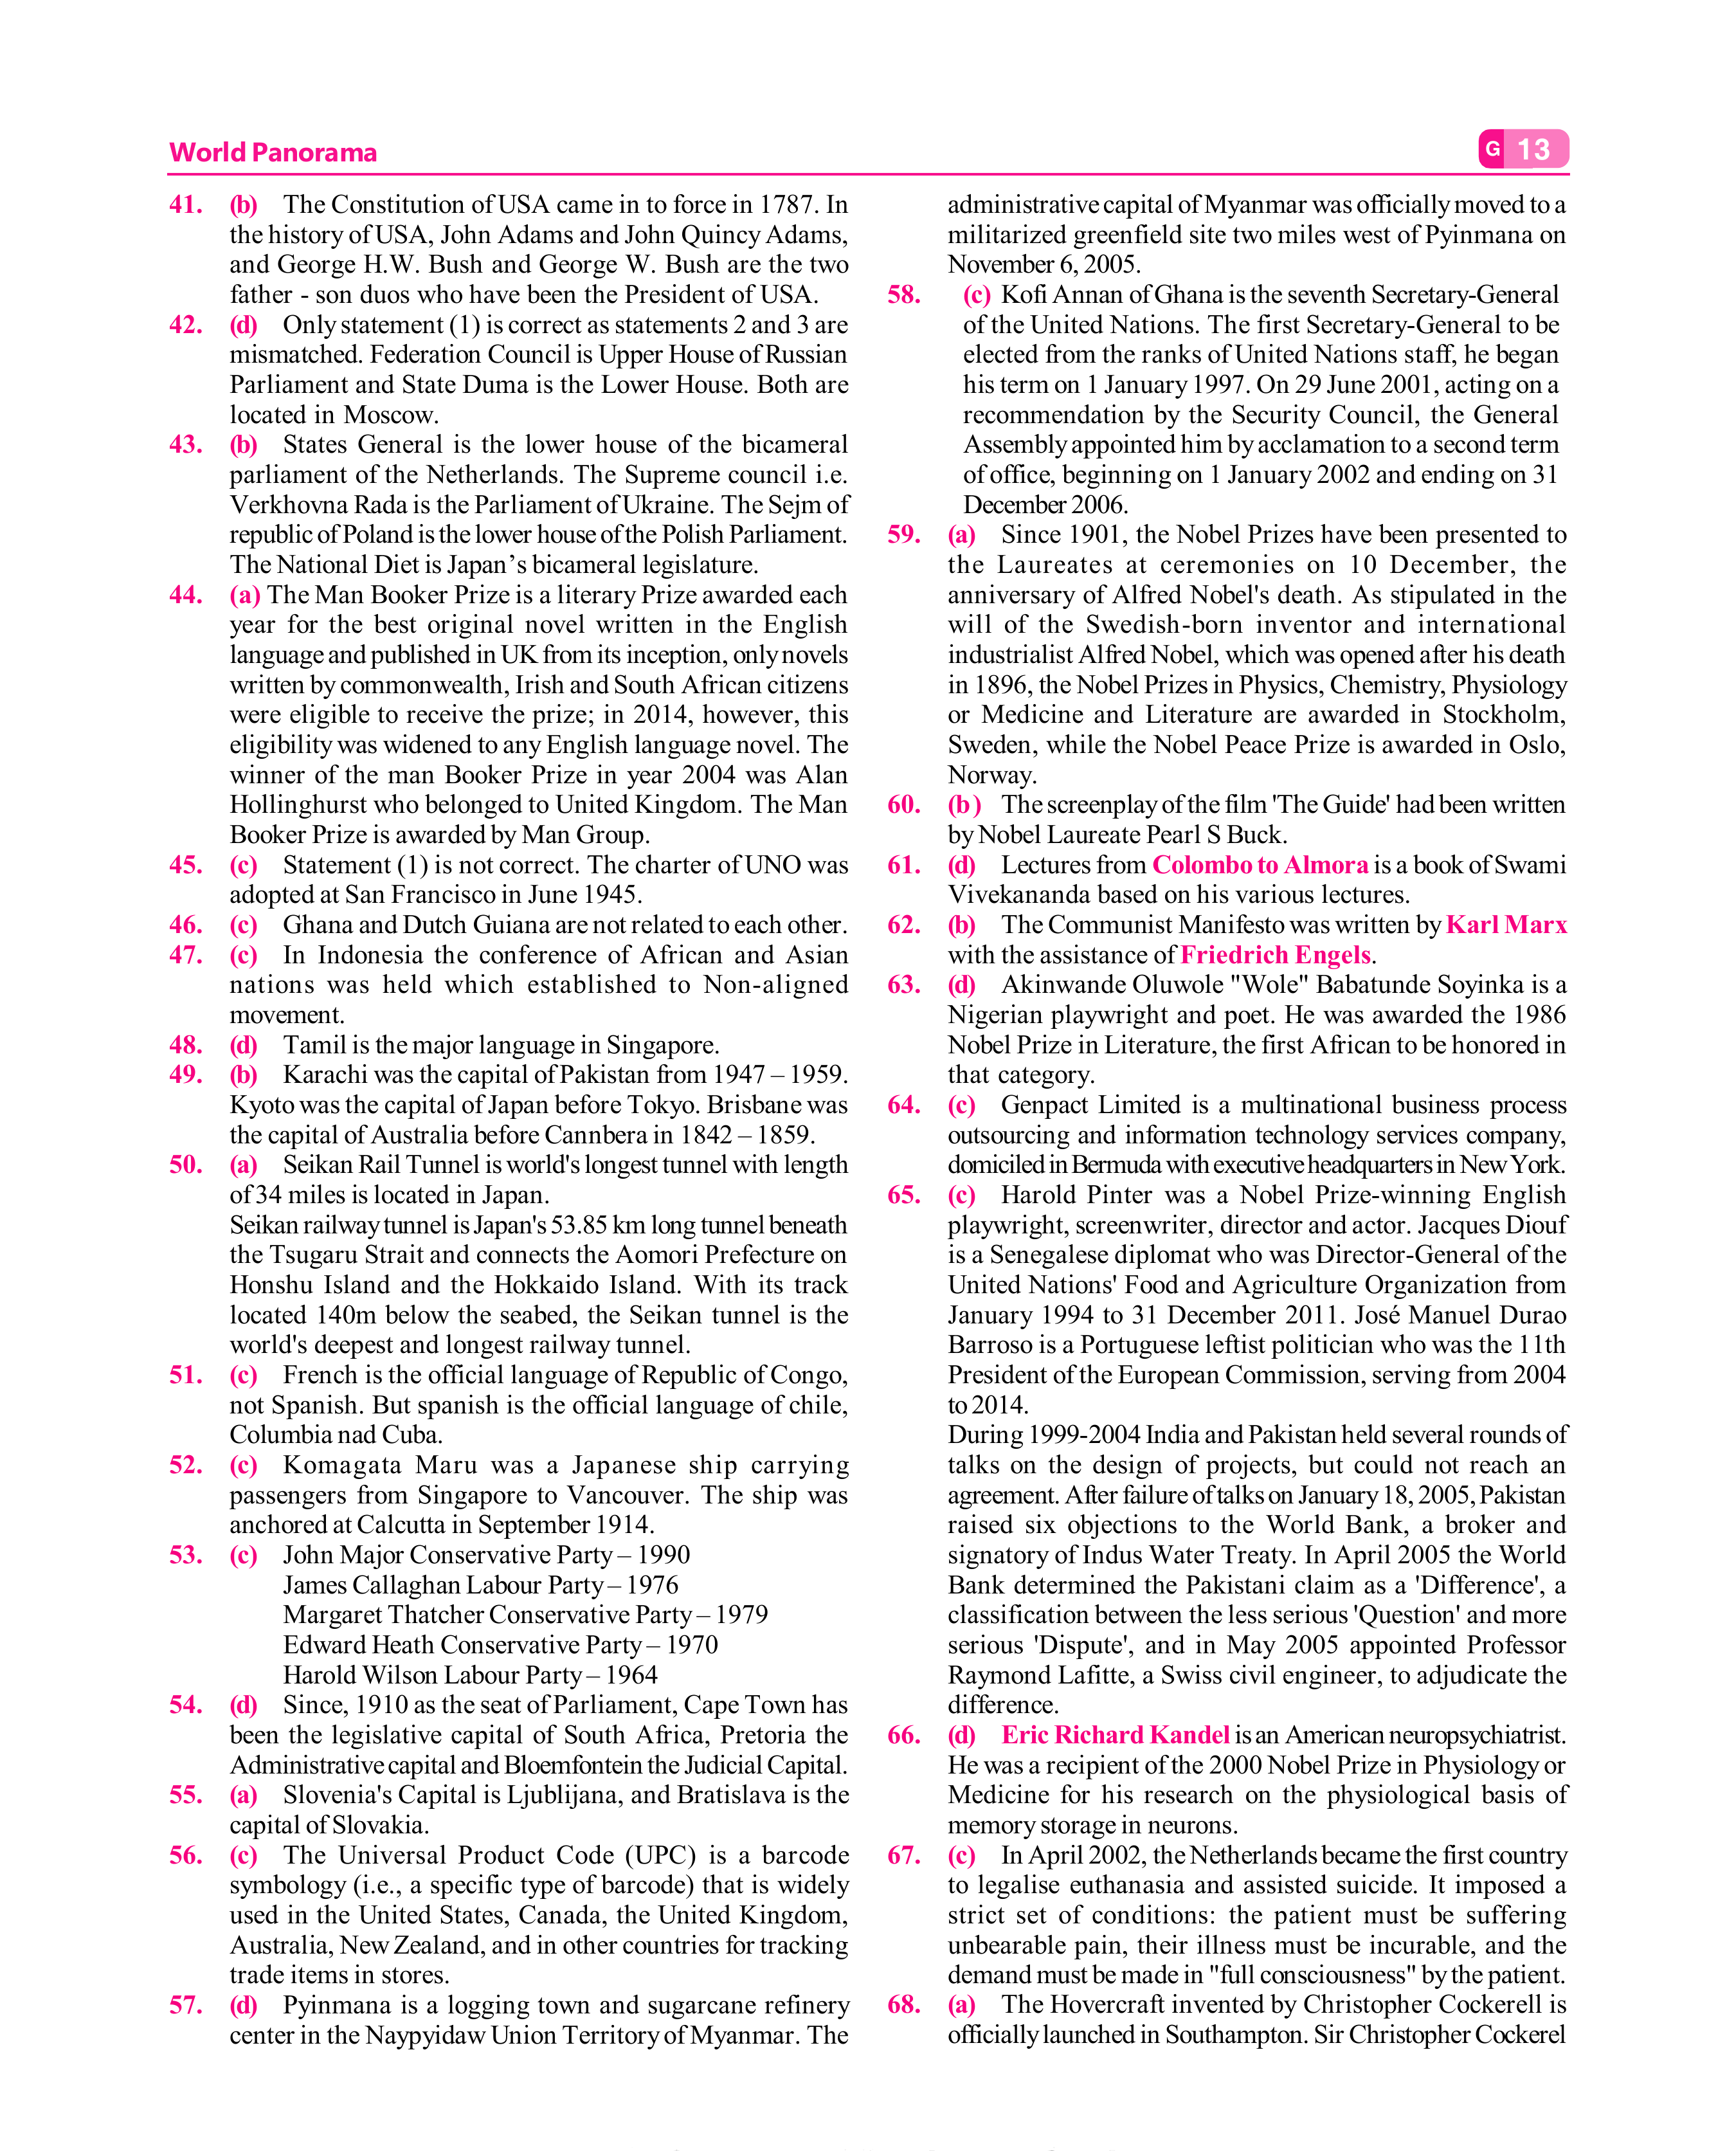 World Panorama
G 13
41. (b) The Constitution of USA came in to force in 1787. In
the history of USA, John Adams and John Quincy Adams,
and George H.W. Bush and George W. Bush are the two
father - son duos who have been the President of USA.
42. (d) Only statement (1) is correct as statements 2 and 3 are
mismatched. Federation Council is Upper House of Russian
Parliament and State Duma is the Lower House. Both are
located in Moscow.
43. (b) States General is the lower house of the bicameral
parliament of the Netherlands. The Supreme council i.e.
Verkhovna Rada is the Parliament of Ukraine. The Sejm of
republic of Poland is the lower house of the Polish Parliament.
The National Diet is Japan’s bicameral legislature.
44. (a) The Man Booker Prize is a literary Prize awarded each
year for the best original novel written in the English
language and published in UK from its inception, only novels
written by commonwealth, Irish and South African citizens
were eligible to receive the prize; in 2014, however, this
eligibility was widened to any English language novel. The
winner of the man Booker Prize in year 2004 was Alan
Hollinghurst who belonged to United Kingdom. The Man
Booker Prize is awarded by Man Group.
45. (c) Statement (1) is not correct. The charter of UNO was
adopted at San Francisco in June 1945.
46. (c) Ghana and Dutch Guiana are not related to each other.
47. (c) In Indonesia the conference of African and Asian
nations was held which established to Non-aligned
movement.
48. (d) Tamil is the major language in Singapore.
49. (b) Karachi was the capital of Pakistan from 1947 – 1959.
Kyoto was the capital of Japan before Tokyo. Brisbane was
the capital of Australia before Cannbera in 1842 – 1859.
50. (a) Seikan Rail Tunnel is world's longest tunnel with length
of 34 miles is located in Japan.
Seikan railway tunnel is Japan's 53.85 km long tunnel beneath
the Tsugaru Strait and connects the Aomori Prefecture on
Honshu Island and the Hokkaido Island. With its track
located 140m below the seabed, the Seikan tunnel is the
world's deepest and longest railway tunnel.
51. (c) French is the official language of Republic of Congo,
not Spanish. But spanish is the official language of chile,
Columbia nad Cuba.
52. (c) Komagata Maru was a Japanese ship carrying
passengers from Singapore to Vancouver. The ship was
anchored at Calcutta in September 1914.
53. (c) John Major Conservative Party – 1990
James Callaghan Labour Party – 1976
Margaret Thatcher Conservative Party – 1979
Edward Heath Conservative Party – 1970
Harold Wilson Labour Party – 1964
54. (d) Since, 1910 as the seat of Parliament, Cape Town has
been the legislative capital of South Africa, Pretoria the
Administrative capital and Bloemfontein the Judicial Capital.
55. (a) Slovenia's Capital is Ljublijana, and Bratislava is the
capital of Slovakia.
56. (c) The Universal Product Code (UPC) is a barcode
symbology (i.e., a specific type of barcode) that is widely
used in the United States, Canada, the United Kingdom,
Australia, New Zealand, and in other countries for tracking
trade items in stores.
57. (d) Pyinmana is a logging town and sugarcane refinery
center in the Naypyidaw Union Territory of Myanmar. The
administrative capital of Myanmar was officially moved to a
militarized greenfield site two miles west of Pyinmana on
November 6, 2005.
58. (c) Kofi Annan of Ghana is the seventh Secretary-General
of the United Nations. The first Secretary-General to be
elected from the ranks of United Nations staff, he began
his term on 1 January 1997. On 29 June 2001, acting on a
recommendation by the Security Council, the General
Assembly appointed him by acclamation to a second term
of office, beginning on 1 January 2002 and ending on 31
December 2006.
59. (a) Since 1901, the Nobel Prizes have been presented to
the Laureates at ceremonies on 10 December, the
anniversary of Alfred Nobel's death. As stipulated in the
will of the Swedish-born inventor and international
industrialist Alfred Nobel, which was opened after his death
in 1896, the Nobel Prizes in Physics, Chemistry, Physiology
or Medicine and Literature are awarded in Stockholm,
Sweden, while the Nobel Peace Prize is awarded in Oslo,
Norway.
60. (b) The screenplay of the film 'The Guide' had been written
by Nobel Laureate Pearl S Buck.
61. (d) Lectures from Colombo to Almora is a book of Swami
Vivekananda based on his various lectures.
62. (b) The Communist Manifesto was written by Karl Marx
with the assistance of Friedrich Engels.
63. (d) Akinwande Oluwole "Wole" Babatunde Soyinka is a
Nigerian playwright and poet. He was awarded the 1986
Nobel Prize in Literature, the first African to be honored in
that category.
64. (c) Genpact Limited is a multinational business process
outsourcing and information technology services company,
domiciled in Bermuda with executive headquarters in New York.
65. (c) Harold Pinter was a Nobel Prize-winning English
playwright, screenwriter, director and actor. Jacques Diouf
is a Senegalese diplomat who was Director-General of the
United Nations' Food and Agriculture Organization from
January 1994 to 31 December 2011. José Manuel Durao
Barroso is a Portuguese leftist politician who was the 11th
President of the European Commission, serving from 2004
to 2014.
During 1999-2004 India and Pakistan held several rounds of
talks on the design of projects, but could not reach an
agreement. After failure of talks on January 18, 2005, Pakistan
raised six objections to the World Bank, a broker and
signatory of Indus Water Treaty. In April 2005 the World
Bank determined the Pakistani claim as a 'Difference', a
classification between the less serious 'Question' and more
serious 'Dispute', and in May 2005 appointed Professor
Raymond Lafitte, a Swiss civil engineer, to adjudicate the
difference.
66. (d) Eric Richard Kandel is an American neuropsychiatrist.
He was a recipient of the 2000 Nobel Prize in Physiology or
Medicine for his research on the physiological basis of
memory storage in neurons.
67. (c) In April 2002, the Netherlands became the first country
to legalise euthanasia and assisted suicide. It imposed a
strict set of conditions: the patient must be suffering
unbearable pain, their illness must be incurable, and the
demand must be made in "full consciousness" by the patient.
68. (a) The Hovercraft invented by Christopher Cockerell is
officially launched in Southampton. Sir Christopher Cockerel